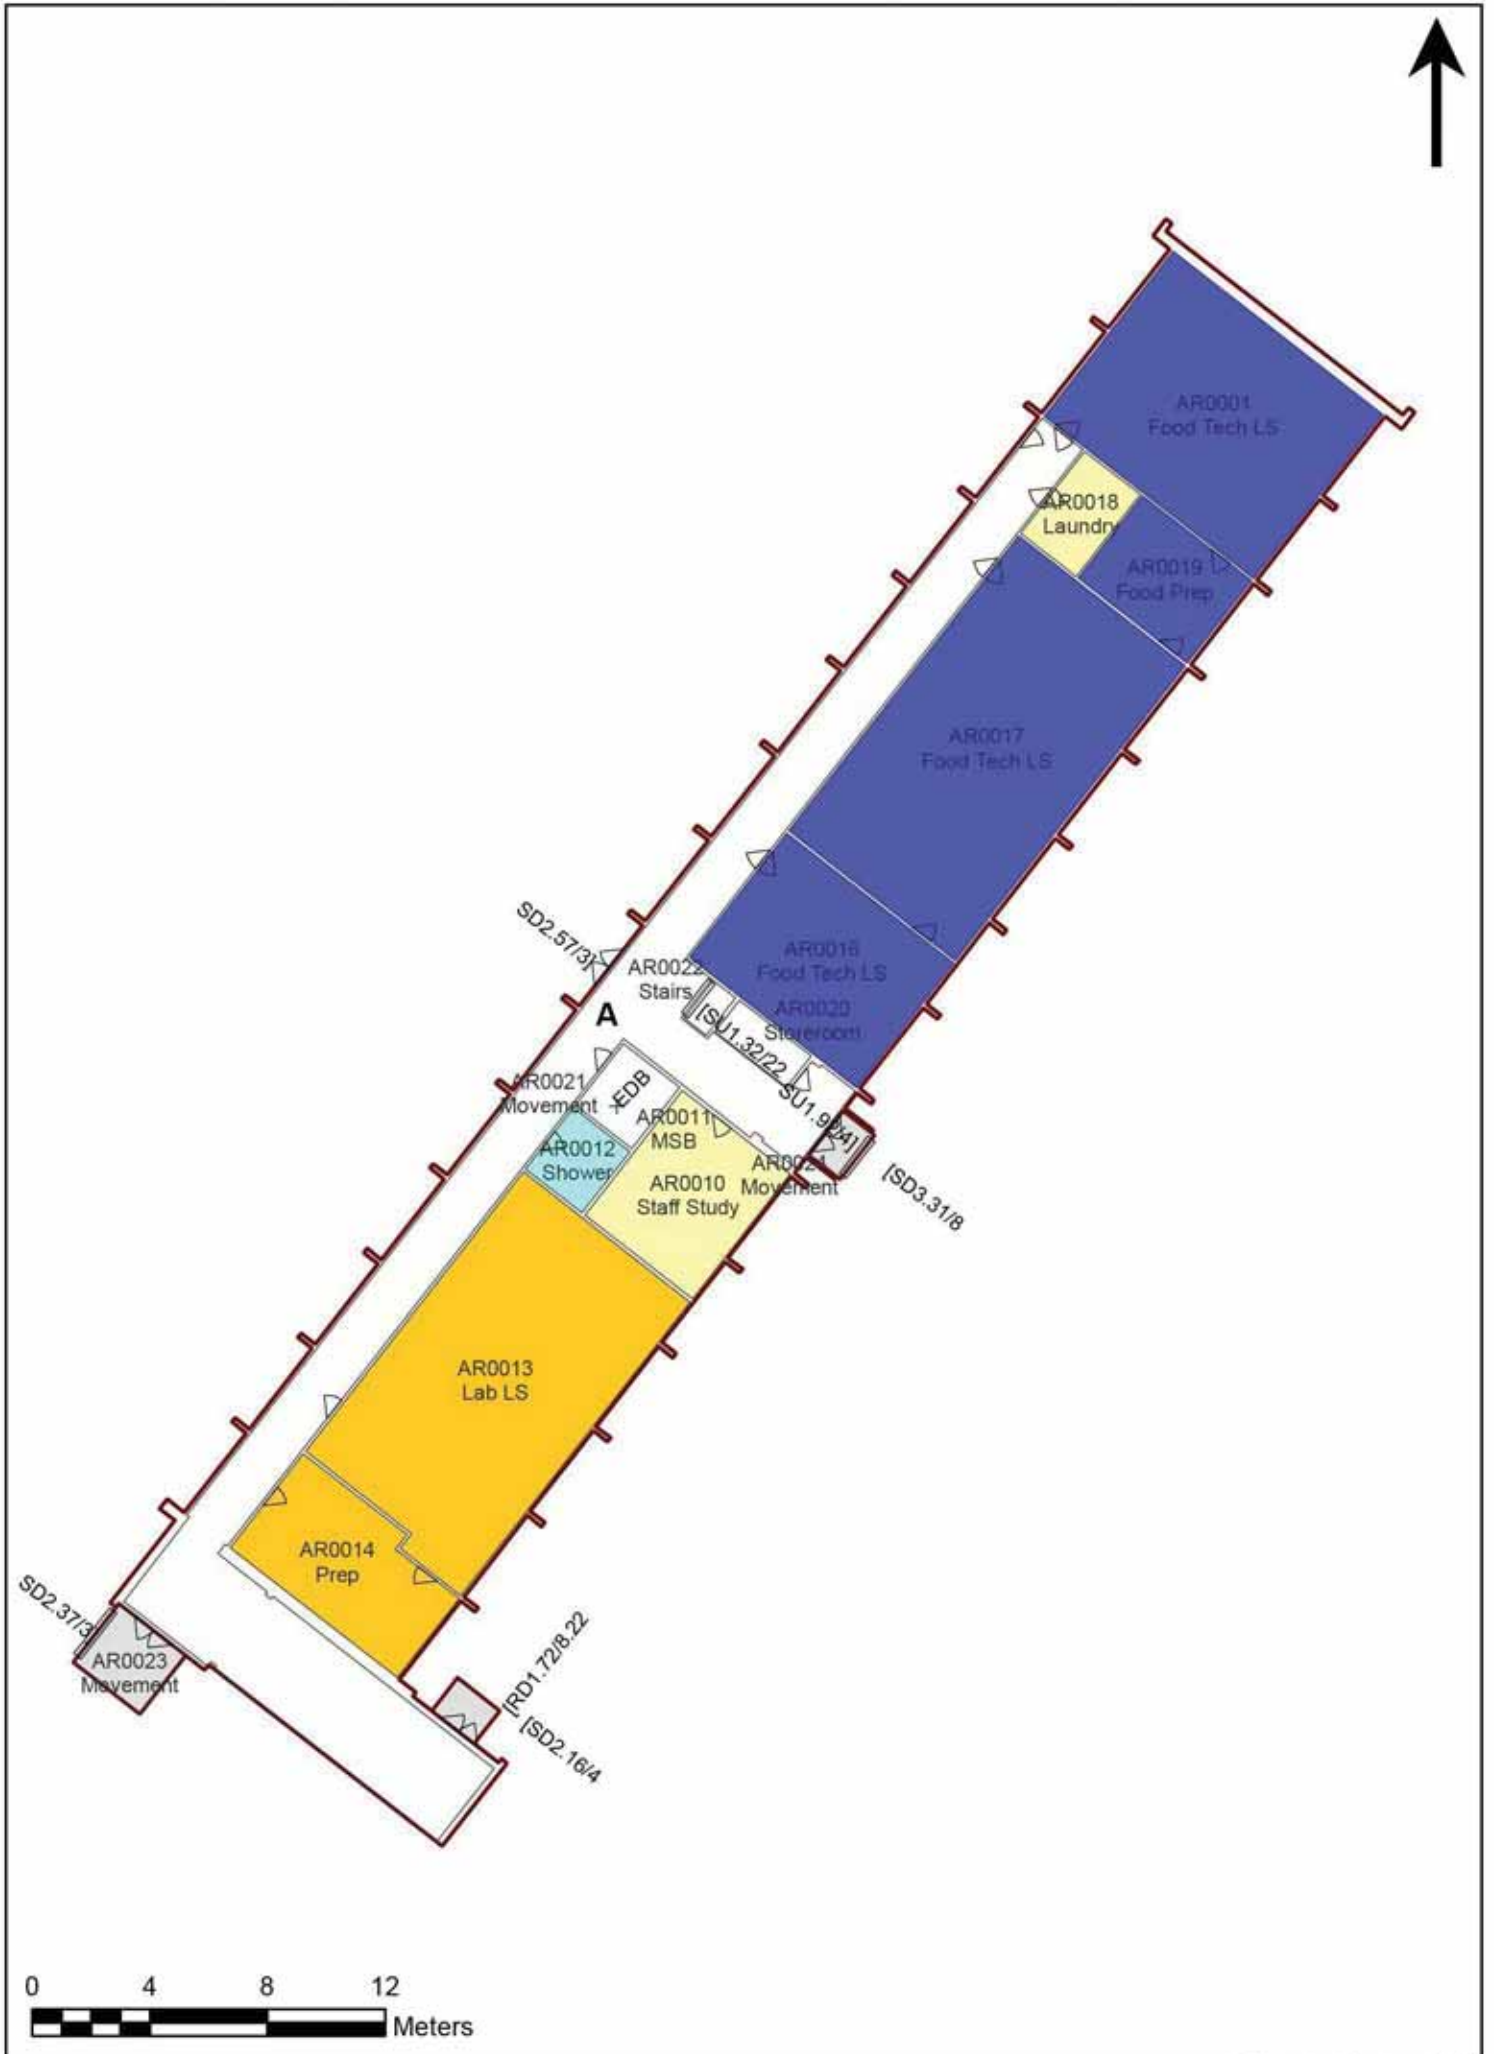 AR0001
Food Tech LS
AR0018
Laundry
AR0019
Food Prep
AR0017
Food Tech LS
SD2.57/3]
AR0016
Food Tech LS
AR0022
Stairs
AR0020
Storeroom
A
[SU1.32/22
AR0021
Movement
EDB
AR0011
MSB
AR0012
Shower
AR0010
Staff Study
AR0024
Movement
[SD3.31/8
AR0013
Lab LS
AR0014
Prep
SD2.37/3
AR0023
Movement
[RD1.72/8.22
[SD2.16/4
0 4 8 12
Meters